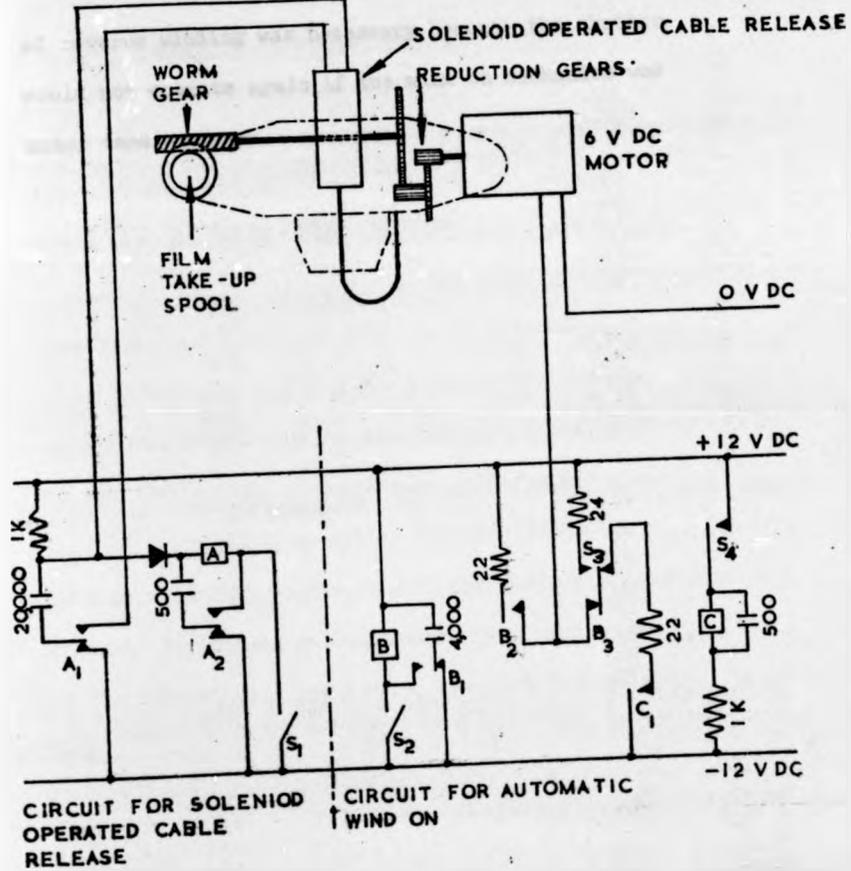 SOLENOID OPERATED CABLE RELEASE
WORM
GEAR
REDUCTION GEARS
6 V DC
MOTOR
FILM
TAKE-UP
SPOOL
0 V DC
+12 V DC
1K
20000
A1
500
A
A2
S1
B
4000
B1
S2
22
B2
24
S3
B3
22
C1
S4
C
500
1K
-12 V DC
CIRCUIT FOR SOLENIOD
OPERATED CABLE
RELEASE
CIRCUIT FOR AUTOMATIC
WIND ON